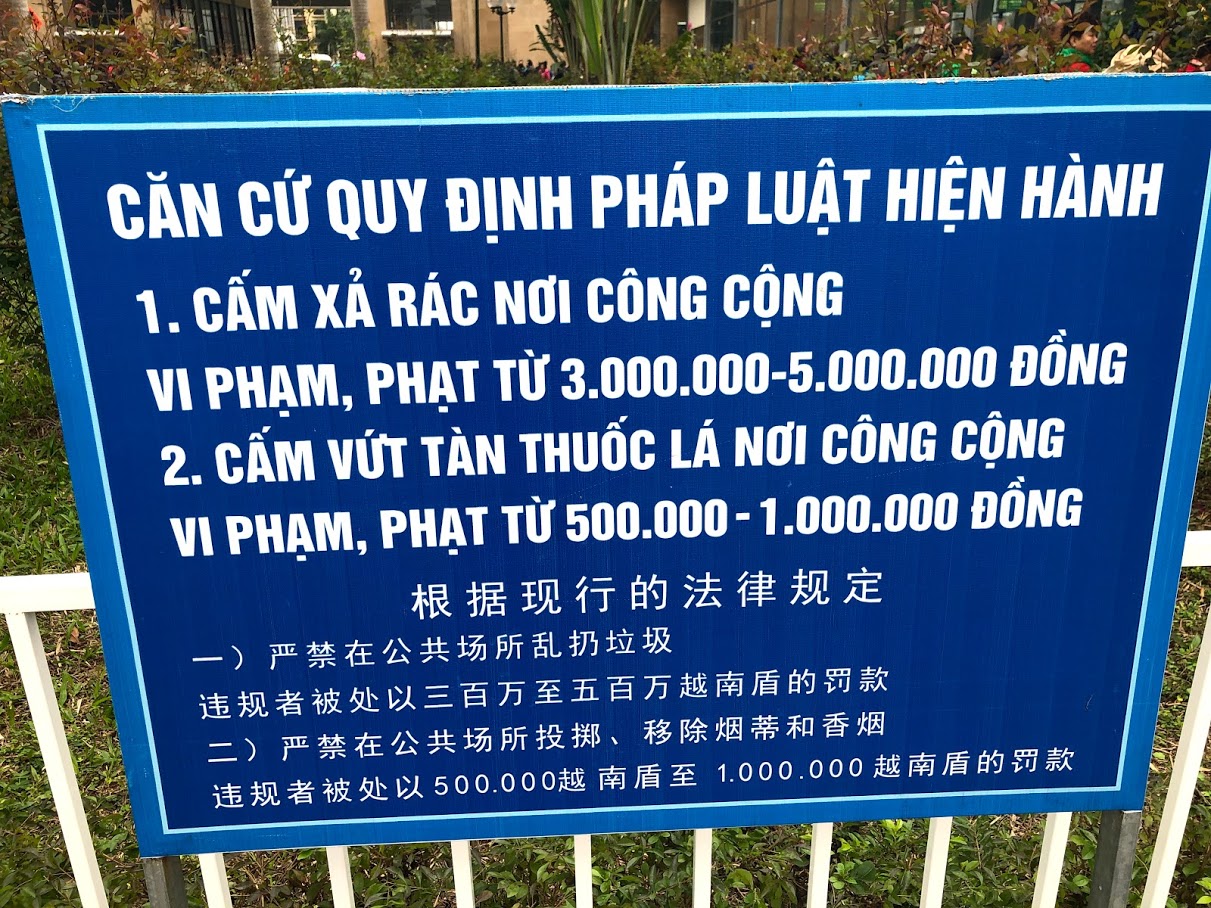 CĂN CỨ QUY ĐỊNH PHÁP LUẬT HIỆN HÀNH
1. CẤM XẢ RÁC NƠI CÔNG CỘNG
VI PHẠM, PHẠT TỪ 3.000.000-5.000.000 ĐỒNG
2. CẤM VỨT TÀN THUỐC LÁ NƠI CÔNG CỘNG
VI PHẠM, PHẠT TỪ 500.000 - 1.000.000 ĐỒNG
根据现行的法律规定
一）严禁在公共场所乱扔垃圾
违规者被处以三百万至五百万越南盾的罚款
二）严禁在公共场所投掷、移除烟蒂和香烟
违规者被处以500.000越南盾至 1.000.000 越南盾的罚款